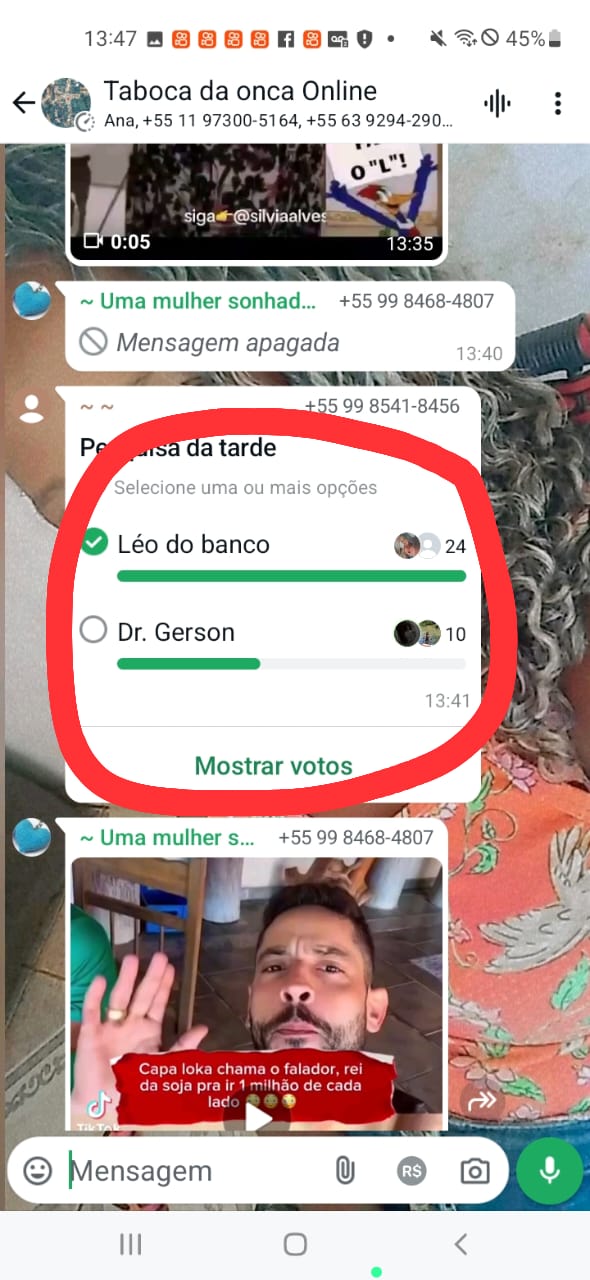 13:47
45%
Taboca da onca Online
Ana, +55 11 97300-5164, +55 63 9294-290...
O "L"!
siga👉@silviaalves
0:05
13:35
~ Uma mulher sonhad... +55 99 8468-4807
Mensagem apagada
13:40
~ ~ +55 99 8541-8456
Pesquisa da tarde
Selecione uma ou mais opções
Léo do banco 24
Dr. Gerson 10
13:41
Mostrar votos
~ Uma mulher s... +55 99 8468-4807
Capa loka chama o falador, rei
da soja pra ir 1 milhão de cada
lado
TikTok
Mensagem
R$